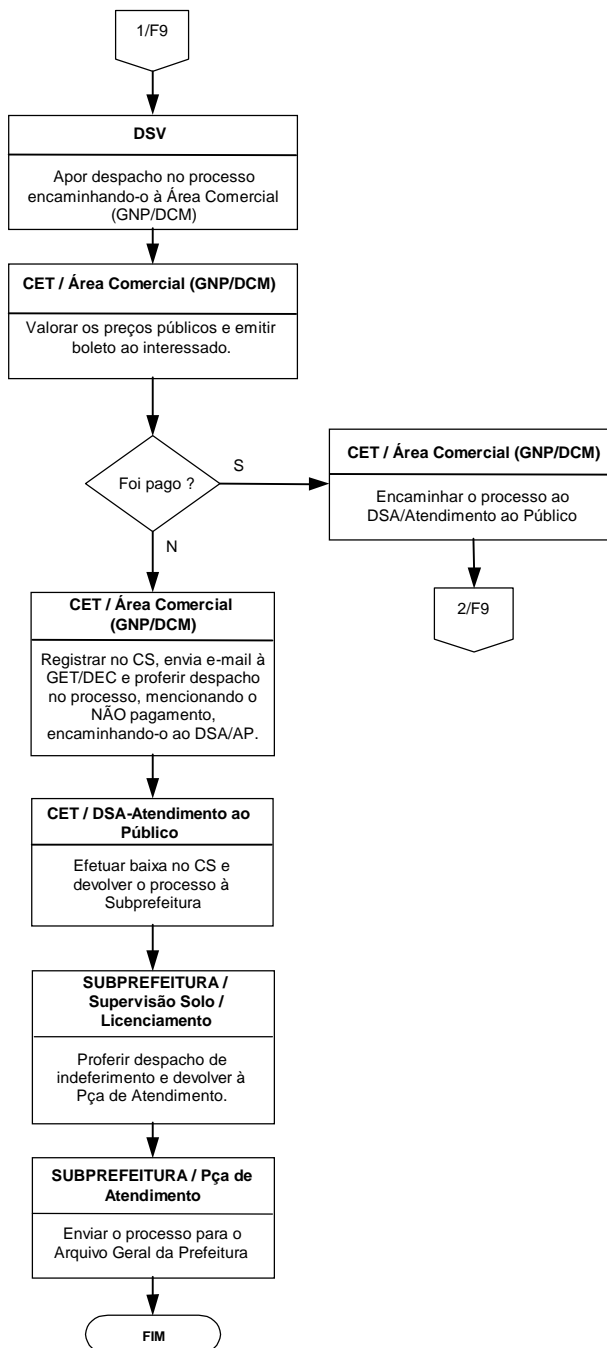 1/F9
DSV
Apor despacho no processo
encaminhando-o à Área Comercial
(GNP/DCM)
CET / Área Comercial (GNP/DCM)
Valorar os preços públicos e emitir
boleto ao interessado.
Foi pago ?
S
N
CET / Área Comercial (GNP/DCM)
Encaminhar o processo ao
DSA/Atendimento ao Público
2/F9
CET / Área Comercial
(GNP/DCM)
Registrar no CS, envia e-mail à
GET/DEC e proferir despacho
no processo, mencionando o
NÃO pagamento,
encaminhando-o ao DSA/AP.
CET / DSA-Atendimento ao
Público
Efetuar baixa no CS e
devolver o processo à
Subprefeitura
SUBPREFEITURA /
Supervisão Solo /
Licenciamento
Proferir despacho de
indeferimento e devolver à
Pça de Atendimento.
SUBPREFEITURA / Pça de
Atendimento
Enviar o processo para o
Arquivo Geral da Prefeitura
FIM